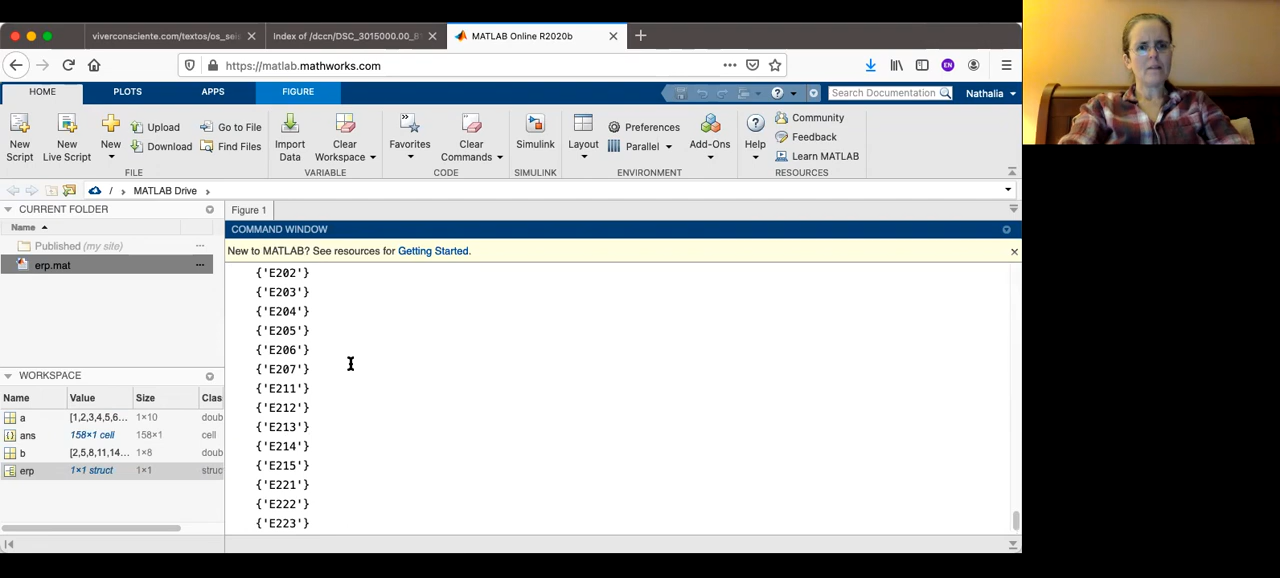 viverconsciente.com/textos/os_sei
Index of /dccn/DSC_3015000.00_
MATLAB Online R2020b
https://matlab.mathworks.com
EN
HOME PLOTS APPS FIGURE
Search Documentation
Nathalia
New Script
New Live Script
New
Upload
Download
Go to File
Find Files
FILE
Import Data
Clear Workspace
VARIABLE
Favorites
Clear Commands
CODE
Simulink
SIMULINK
Layout
Preferences
Parallel
Add-Ons
ENVIRONMENT
Help
Community
Feedback
Learn MATLAB
RESOURCES
/ › MATLAB Drive ›
CURRENT FOLDER
Name
Published (my site)
erp.mat
WORKSPACE
Name Value Size Clas
a [1,2,3,4,5,6... 1×10 doub
ans 158×1 cell 158×1 cell
b [2,5,8,11,14... 1×8 doub
erp 1×1 struct 1×1 struc
Figure 1
COMMAND WINDOW
New to MATLAB? See resources for Getting Started.
{'E202'}
{'E203'}
{'E204'}
{'E205'}
{'E206'}
{'E207'}
{'E211'}
{'E212'}
{'E213'}
{'E214'}
{'E215'}
{'E221'}
{'E222'}
{'E223'}